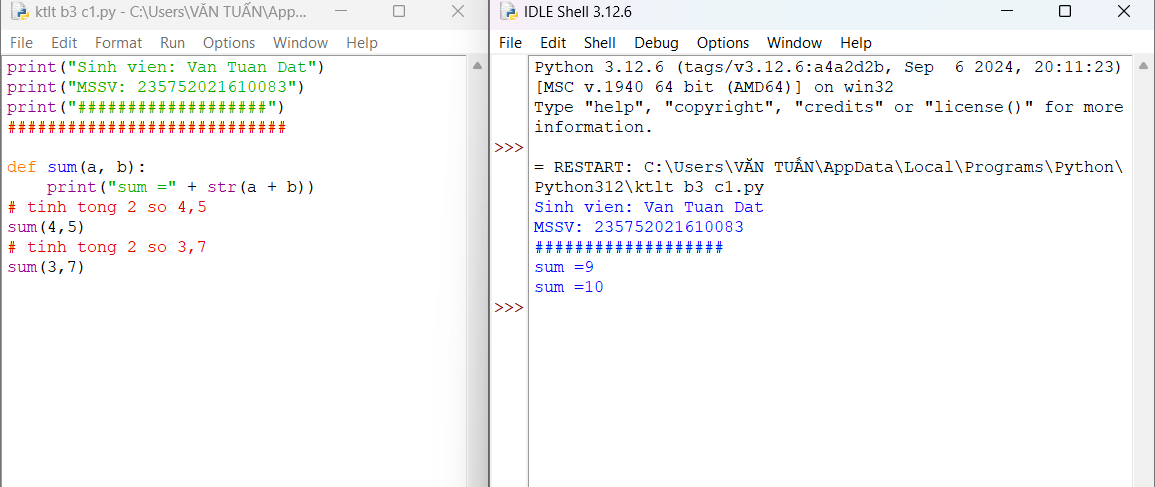 ktlt b3 c1.py - C:\Users\VĂN TUẤN\App...
File Edit Format Run Options Window Help
print("Sinh vien: Van Tuan Dat")
print("MSSV: 235752021610083")
print("###################")
############################
def sum(a, b):
    print("sum =" + str(a + b))
# tinh tong 2 so 4,5
sum(4,5)
# tinh tong 2 so 3,7
sum(3,7)
IDLE Shell 3.12.6
File Edit Shell Debug Options Window Help
Python 3.12.6 (tags/v3.12.6:a4a2d2b, Sep  6 2024, 20:11:23)
[MSC v.1940 64 bit (AMD64)] on win32
Type "help", "copyright", "credits" or "license()" for more
information.
>>>
= RESTART: C:\Users\VĂN TUẤN\AppData\Local\Programs\Python\
Python312\ktlt b3 c1.py
Sinh vien: Van Tuan Dat
MSSV: 235752021610083
###################
sum =9
sum =10
>>>